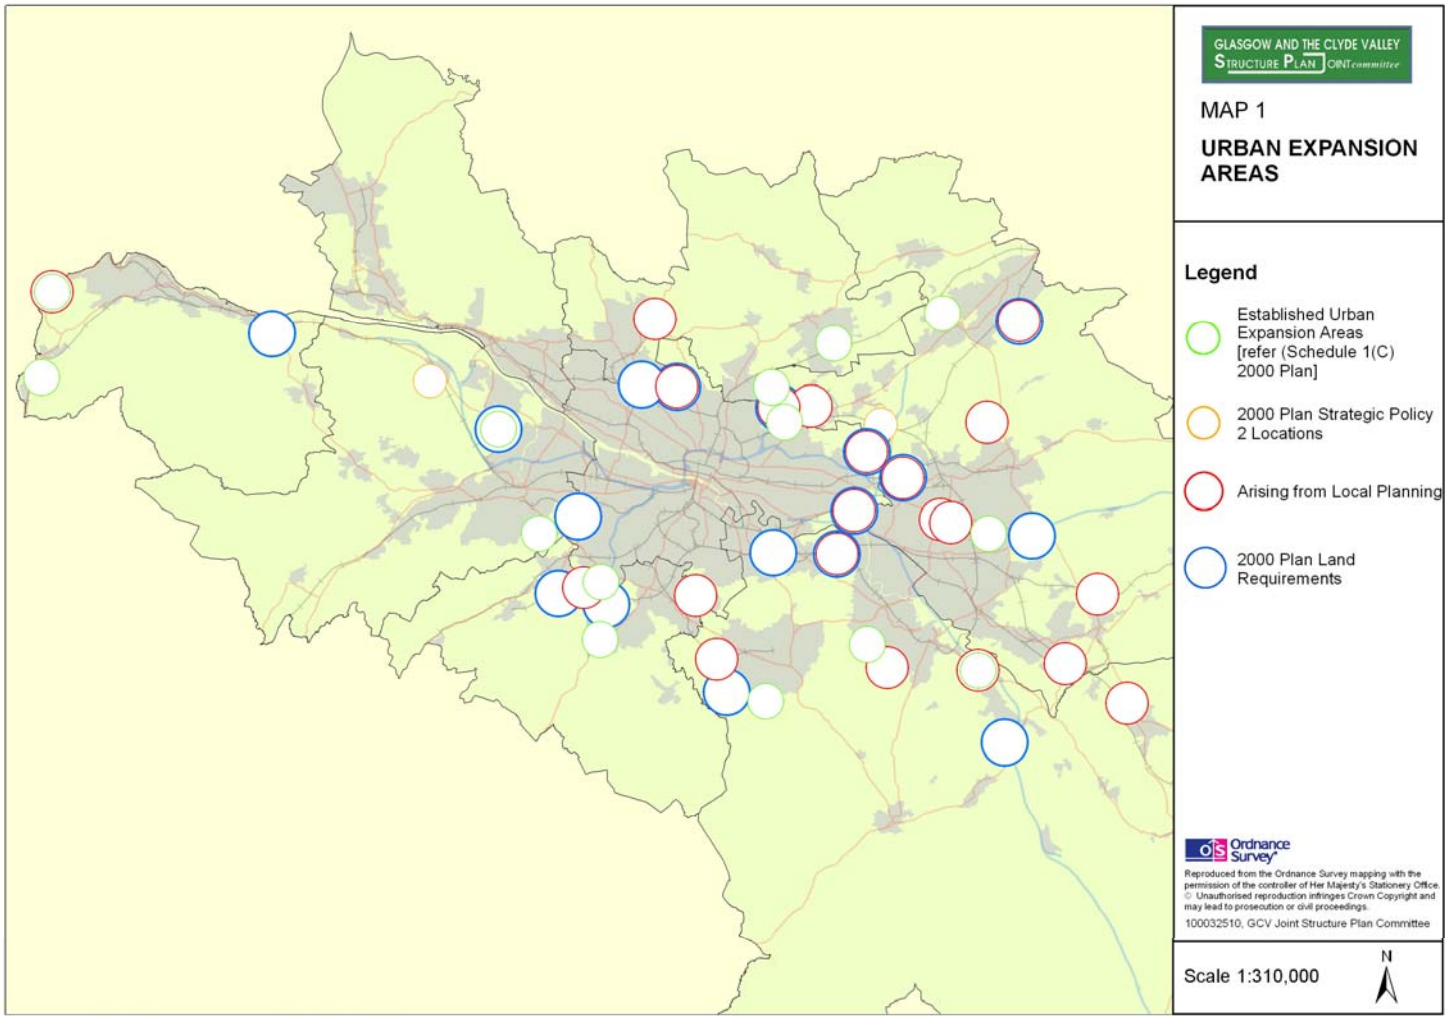 GLASGOW AND THE CLYDE VALLEY
STRUCTURE PLAN JOINT committee
MAP 1
URBAN EXPANSION
AREAS
Legend
Established Urban
Expansion Areas
[refer (Schedule 1(C)
2000 Plan]
2000 Plan Strategic Policy
2 Locations
Arising from Local Planning
2000 Plan Land
Requirements
OS Ordnance
Survey®
Reproduced from the Ordnance Survey mapping with the
permission of the controller of Her Majesty's Stationery Office.
© Unauthorised reproduction infringes Crown Copyright and
may lead to prosecution or civil proceedings.
100032510, GCV Joint Structure Plan Committee
Scale 1:310,000
N